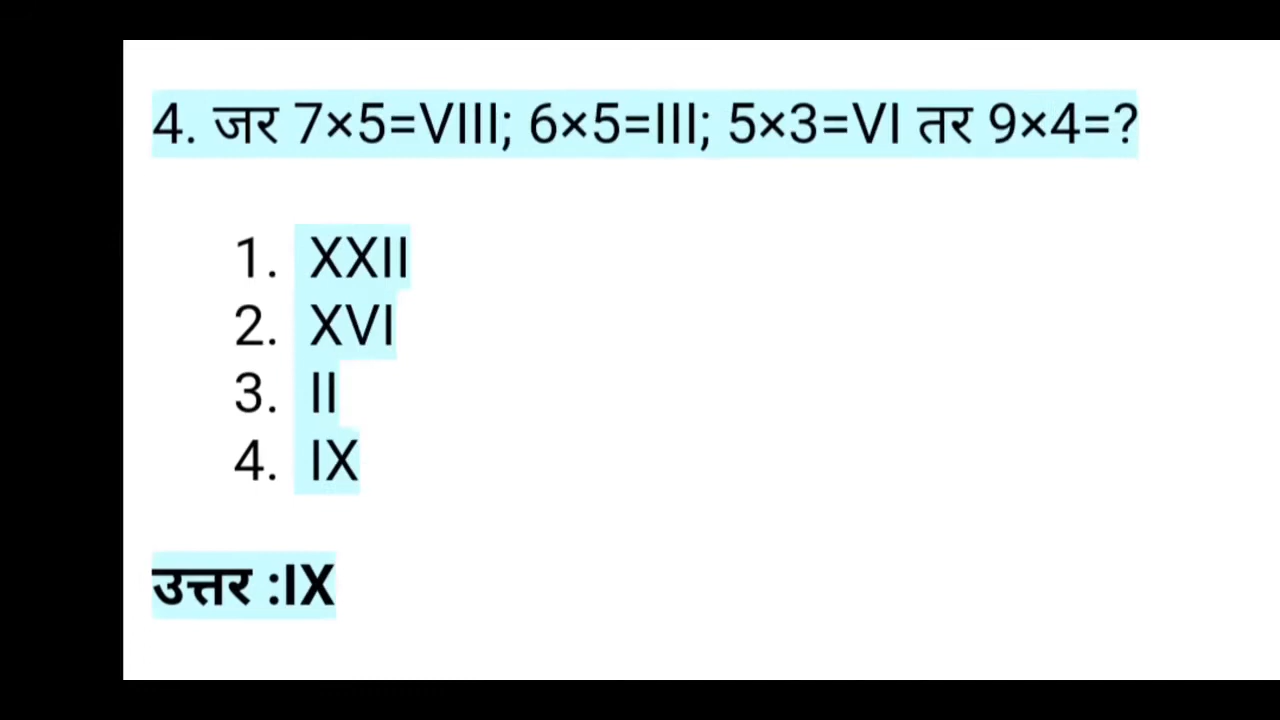 4. जर 7×5=VIII; 6×5=III; 5×3=VI तर 9×4=?
1. XXII
2. XVI
3. II
4. IX
उत्तर :IX